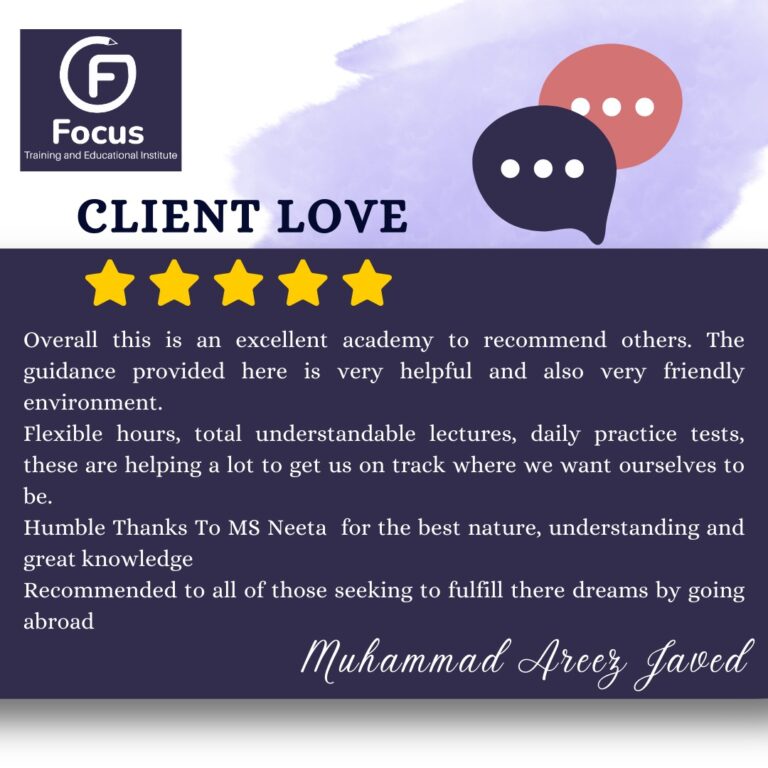 F
Focus
Training and Educational Institute
CLIENT LOVE
Overall this is an excellent academy to recommend others. The
guidance provided here is very helpful and also very friendly
environment.
Flexible hours, total understandable lectures, daily practice tests,
these are helping a lot to get us on track where we want ourselves to
be.
Humble Thanks To MS Neeta  for the best nature, understanding and
great knowledge
Recommended to all of those seeking to fulfill there dreams by going
abroad
Muhammad Areez Javed